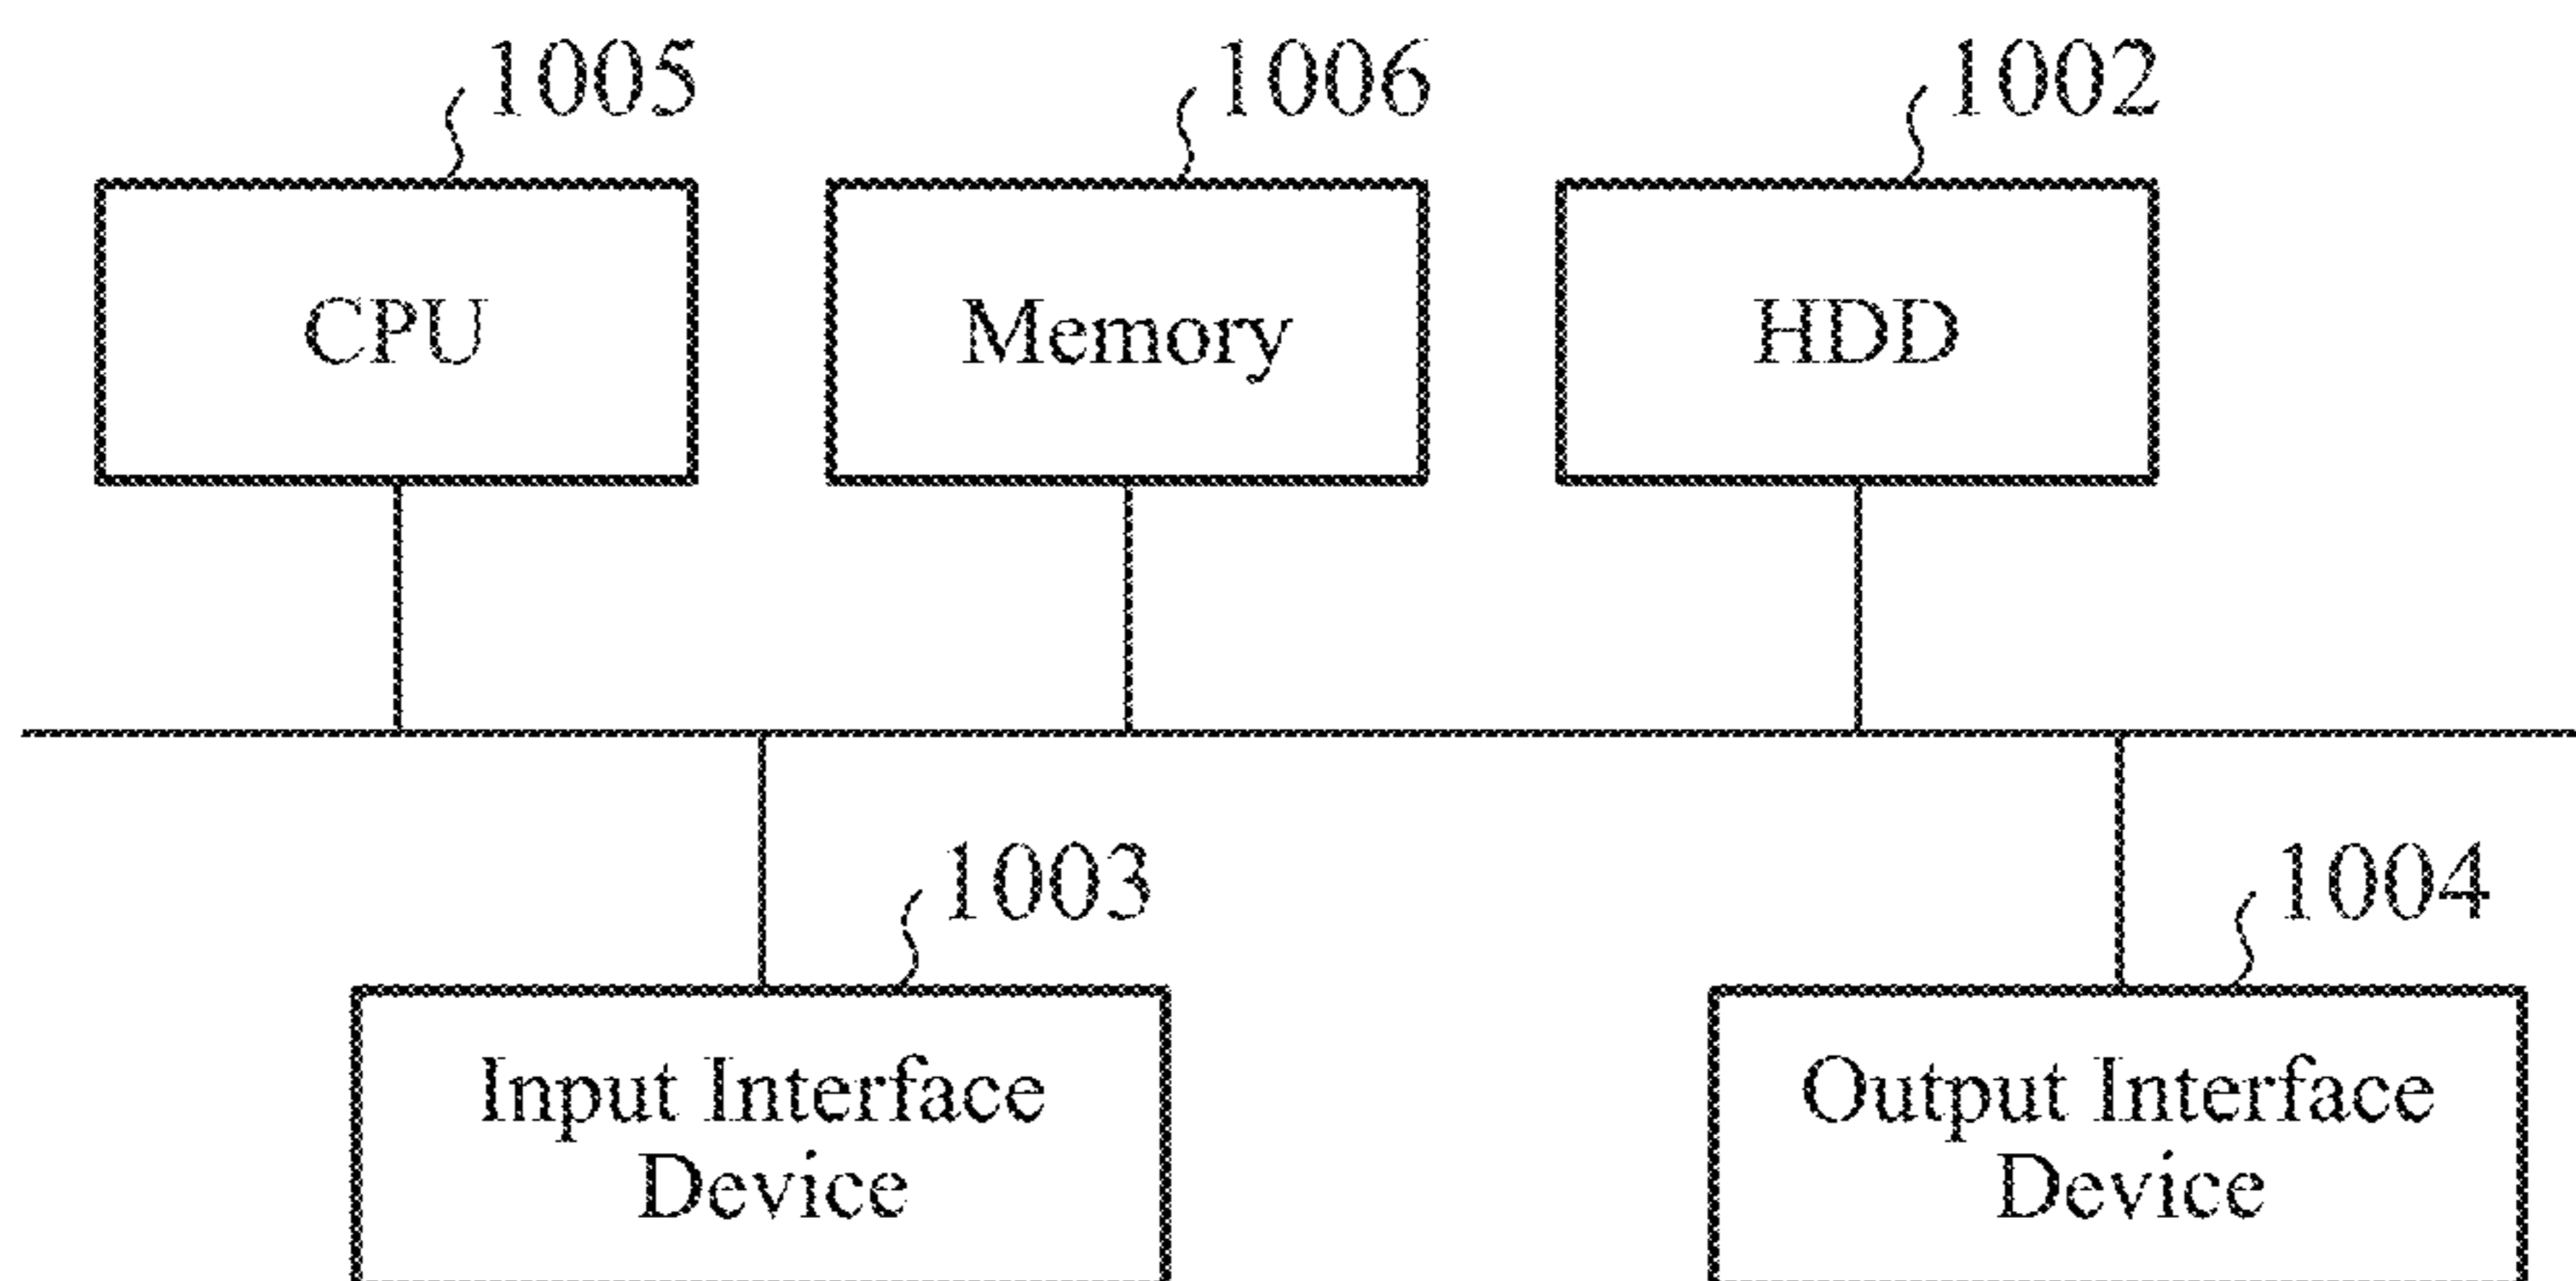 1005
1006
1002
CPU
Memory
HDD
1003
1004
Input Interface
Device
Output Interface
Device